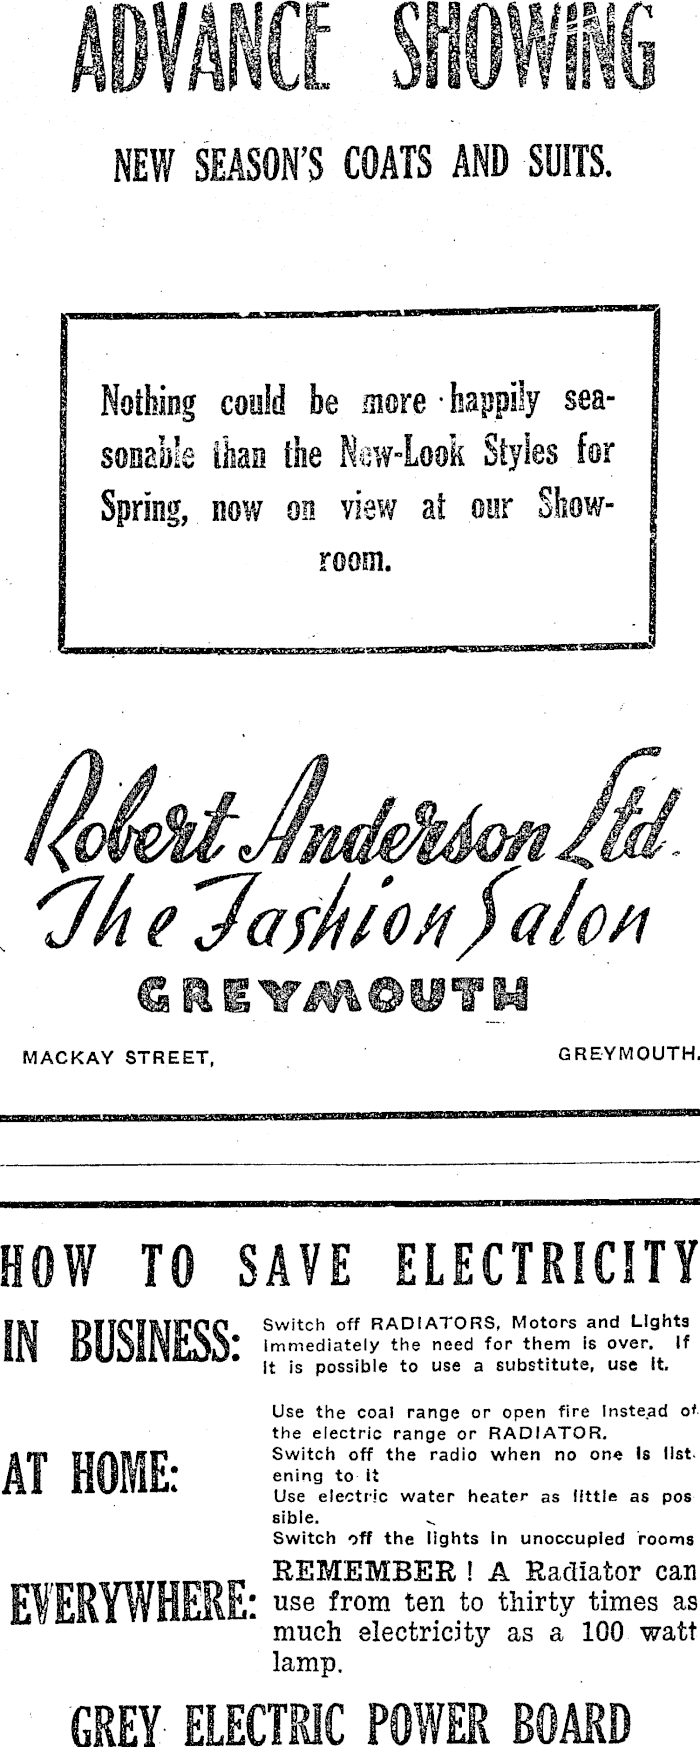 ADVANCE SHOWING
NEW SEASON'S COATS AND SUITS.
Nothing could be more happily sea-
sonable than the New-Look Styles for
Spring, now on view at our Show-
room.
Robert Anderson Ltd.
The Fashion Salon
GREYMOUTH
MACKAY STREET,
GREYMOUTH.
HOW TO SAVE ELECTRICITY
IN BUSINESS:
Switch off RADIATORS, Motors and Lights
immediately the need for them is over. If
it is possible to use a substitute, use it.
AT HOME:
Use the coal range or open fire instead of
the electric range or RADIATOR.
Switch off the radio when no one is list-
ening to it
Use electric water heater as little as pos
sible.
Switch off the lights in unoccupied rooms
EVERYWHERE:
REMEMBER! A Radiator can
use from ten to thirty times as
much electricity as a 100 watt
lamp.
GREY ELECTRIC POWER BOARD